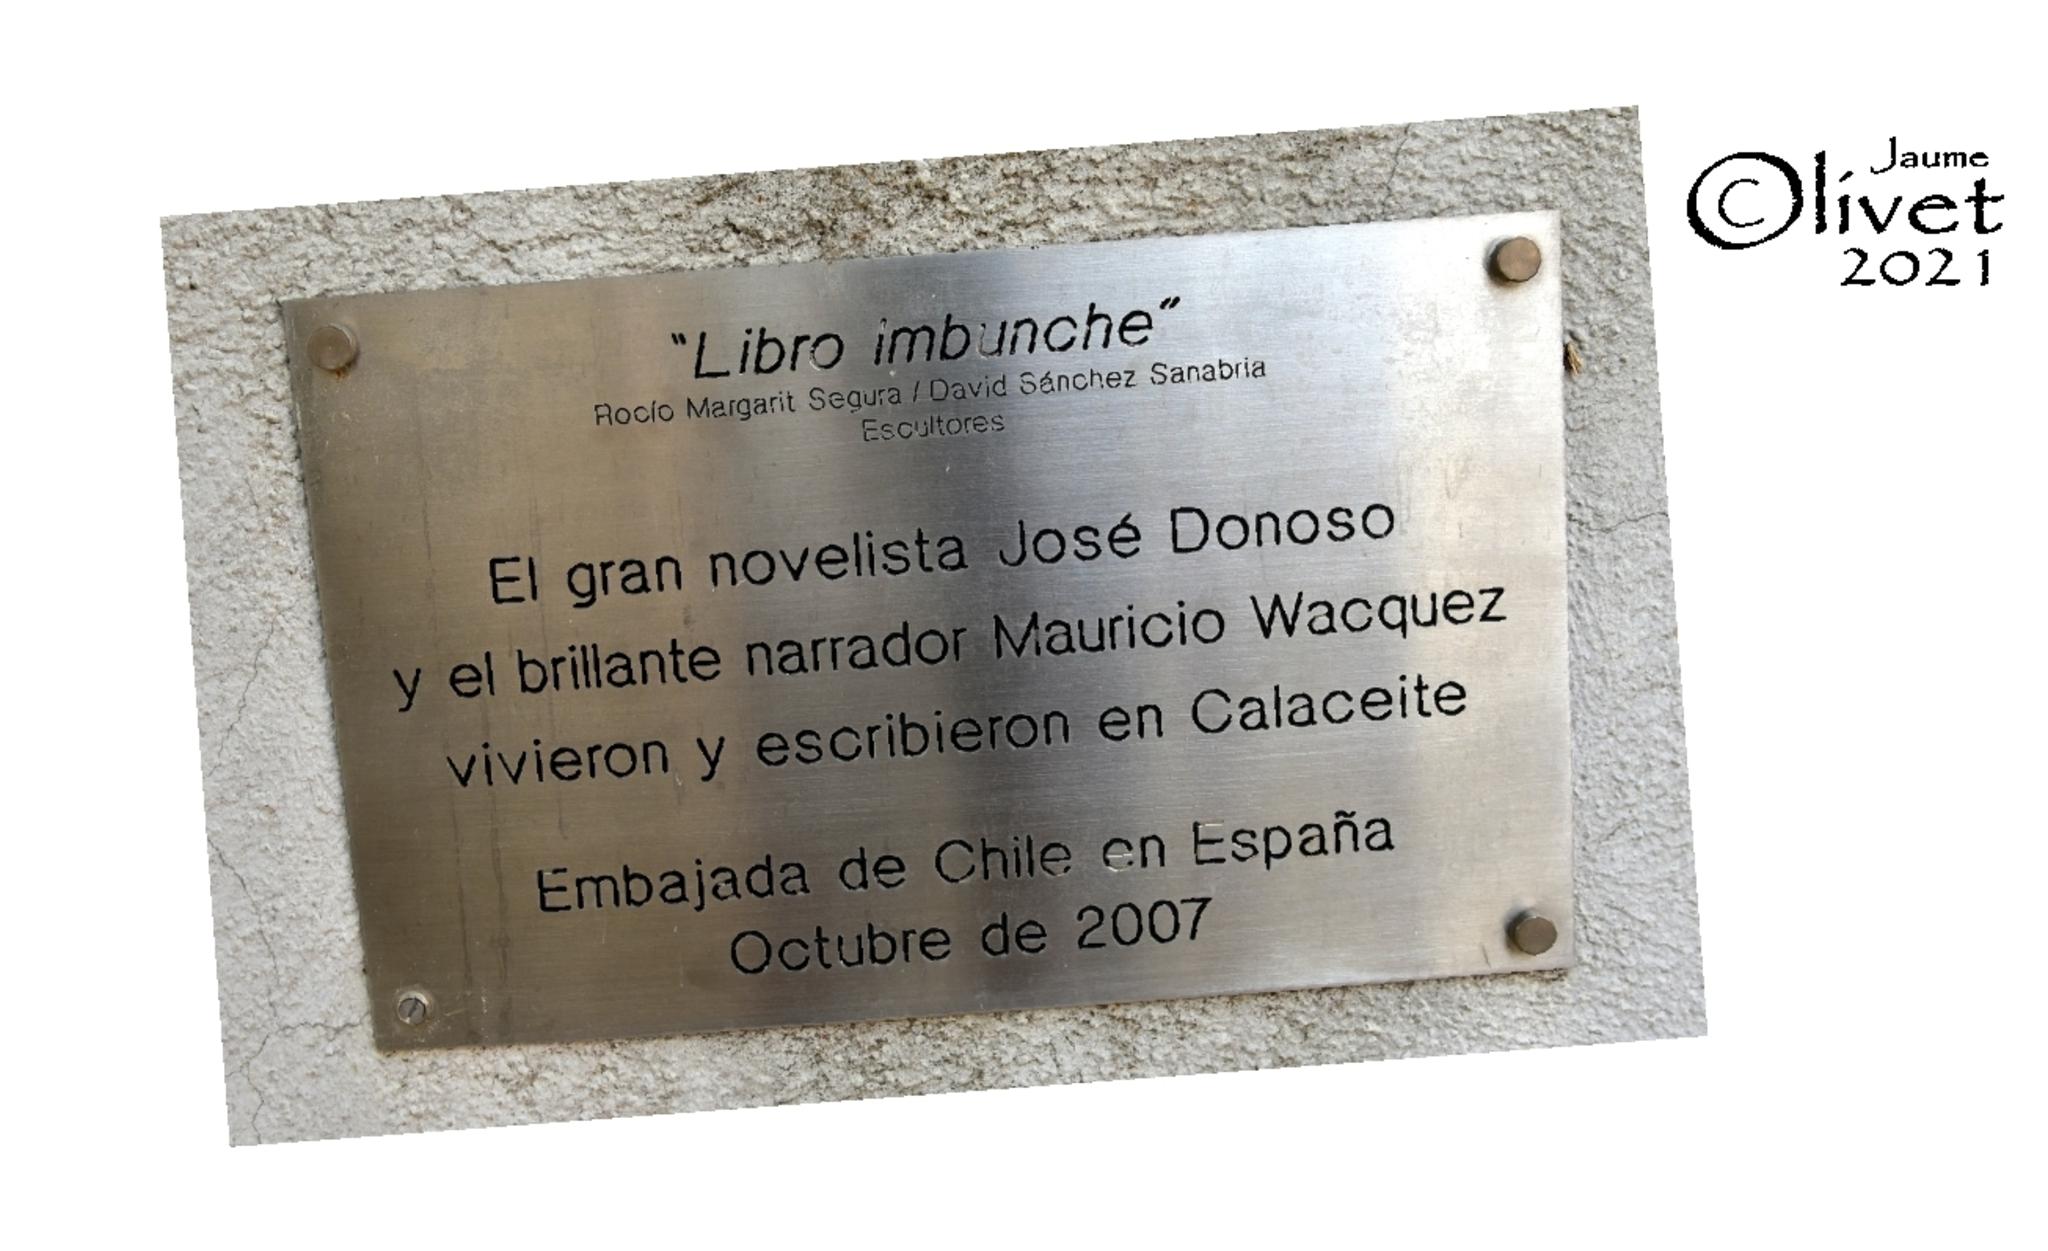 "Libro imbunche"
Rocío Margarit Segura / David Sánchez Sanabria
Escultores
El gran novelista José Donoso
y el brillante narrador Mauricio Wacquez
vivieron y escribieron en Calaceite
Embajada de Chile en España
Octubre de 2007
Jaume
©Olivet
2021